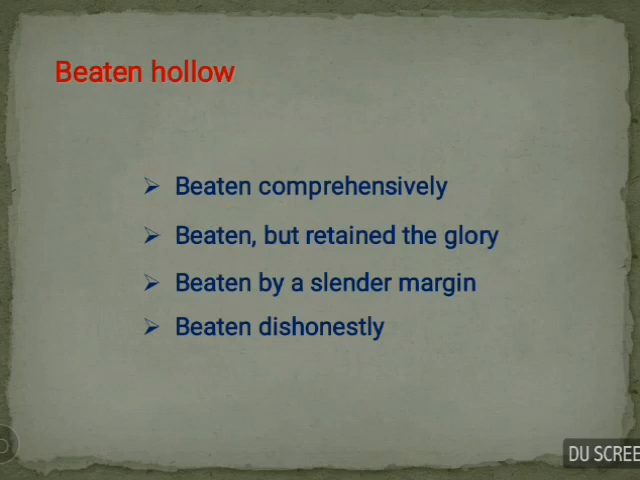 Beaten hollow
Beaten comprehensively
Beaten, but retained the glory
Beaten by a slender margin
Beaten dishonestly
DU SCREE